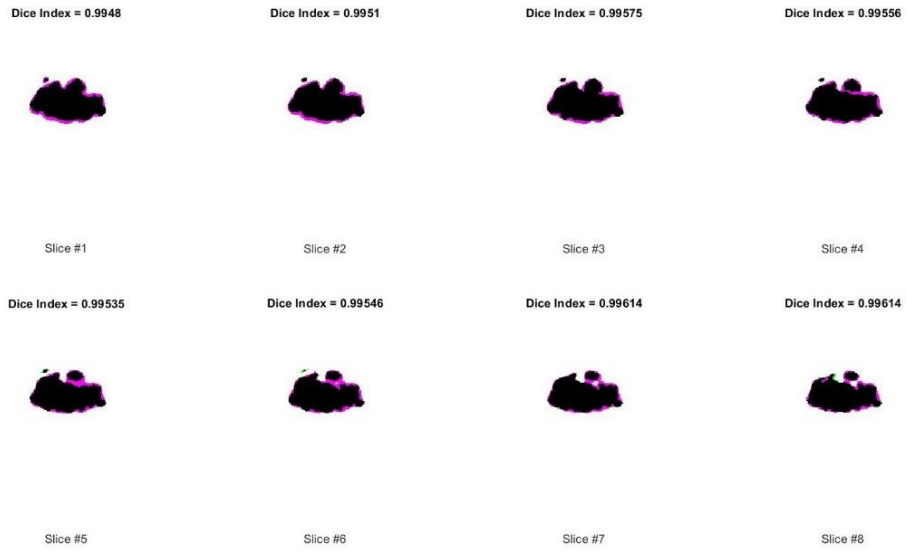 Dice Index = 0.9948
Dice Index = 0.9951
Dice Index = 0.99575
Dice Index = 0.99556
Slice #1
Slice #2
Slice #3
Slice #4
Dice Index = 0.99535
Dice Index = 0.99546
Dice Index = 0.99614
Dice Index = 0.99614
Slice #5
Slice #6
Slice #7
Slice #8